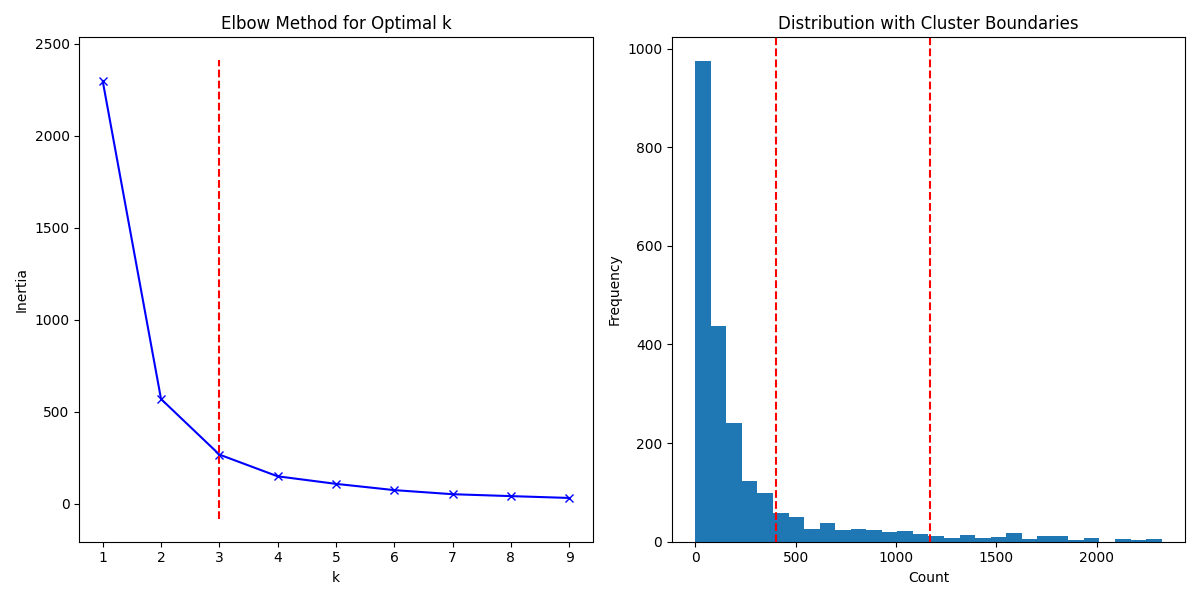 Elbow Method for Optimal k
2500
2000
1500
1000
500
0
Inertia
1 2 3 4 5 6 7 8 9
k
Distribution with Cluster Boundaries
1000
800
600
400
200
0
Frequency
0 500 1000 1500 2000
Count